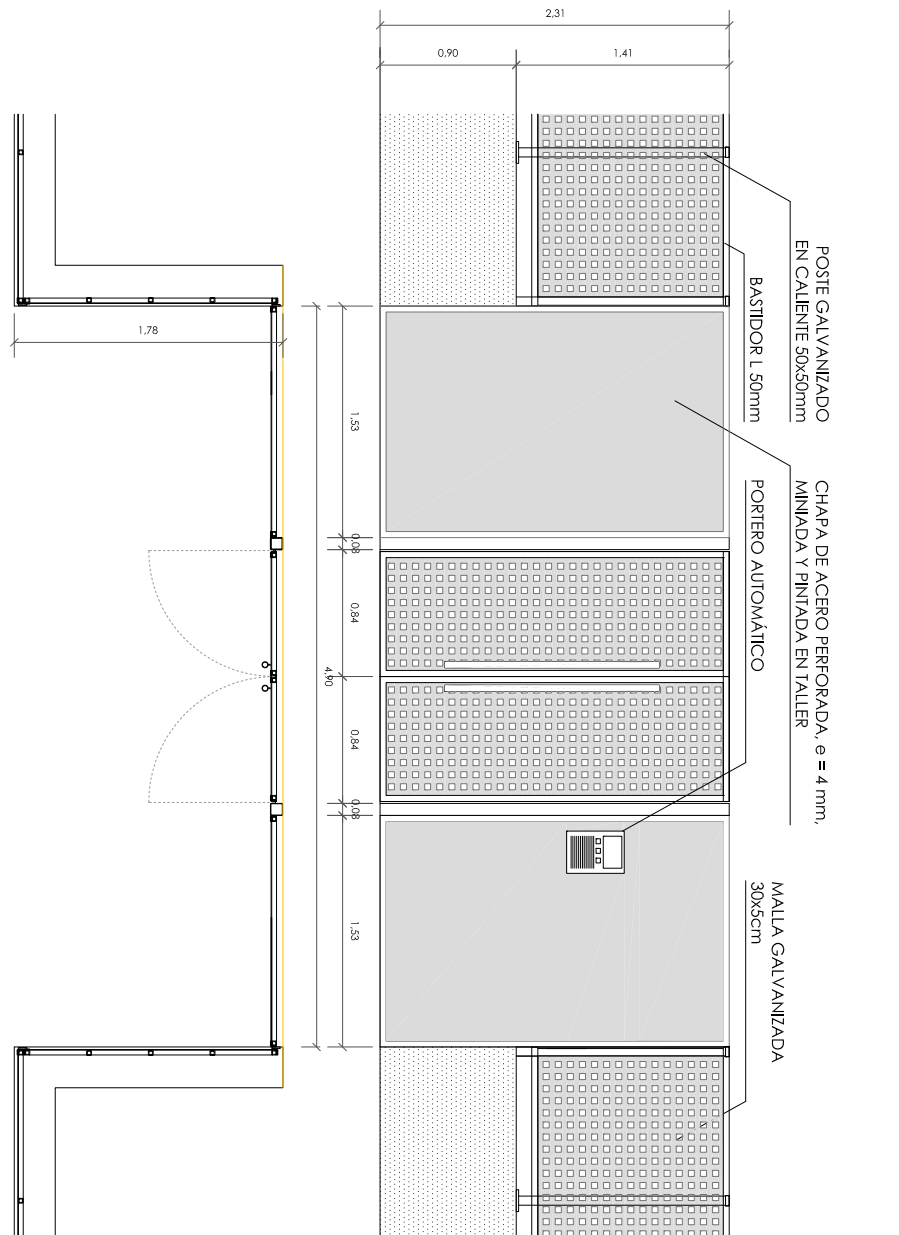 2,31
0,90
1,41
POSTE GALVANIZADO
EN CALIENTE 50x50mm
BASTIDOR L 50mm
CHAPA DE ACERO PERFORADA, e = 4 mm,
MINIADA Y PINTADA EN TALLER
PORTERO AUTOMÁTICO
MALLA GALVANIZADA
30x5cm
1,78
1,53
0,08
0,84
4,90
0,84
0,08
1,53